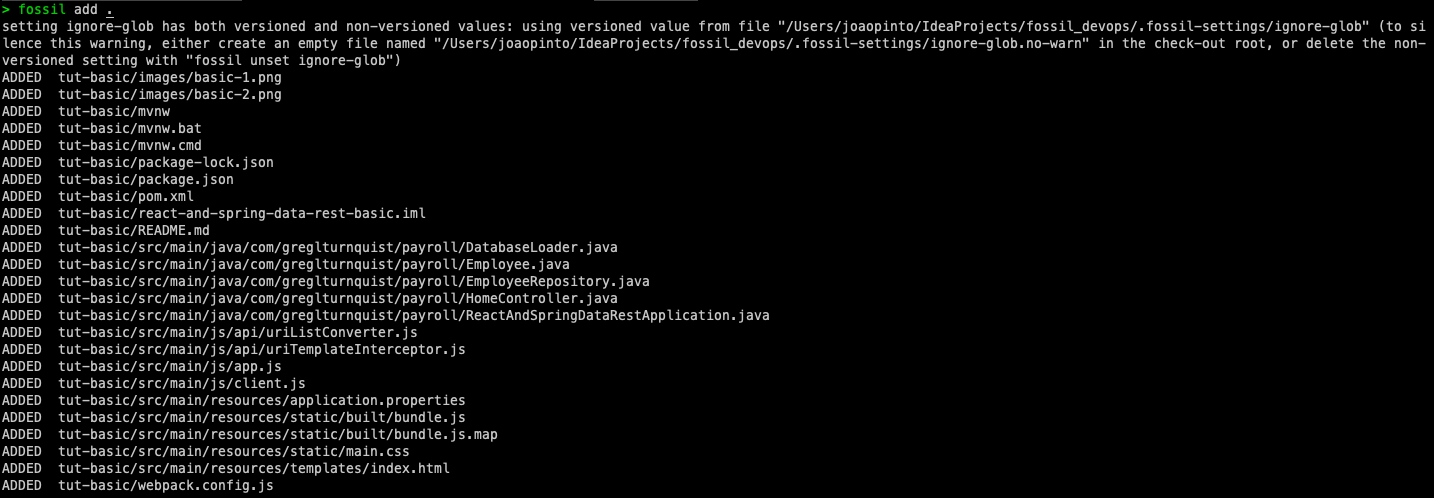 > fossil add .
setting ignore-glob has both versioned and non-versioned values: using versioned value from file "/Users/joaopinto/IdeaProjects/fossil_devops/.fossil-settings/ignore-glob" (to si
lence this warning, either create an empty file named "/Users/joaopinto/IdeaProjects/fossil_devops/.fossil-settings/ignore-glob.no-warn" in the check-out root, or delete the non-
versioned setting with "fossil unset ignore-glob")
ADDED  tut-basic/images/basic-1.png
ADDED  tut-basic/images/basic-2.png
ADDED  tut-basic/mvnw
ADDED  tut-basic/mvnw.bat
ADDED  tut-basic/mvnw.cmd
ADDED  tut-basic/package-lock.json
ADDED  tut-basic/package.json
ADDED  tut-basic/pom.xml
ADDED  tut-basic/react-and-spring-data-rest-basic.iml
ADDED  tut-basic/README.md
ADDED  tut-basic/src/main/java/com/greglturnquist/payroll/DatabaseLoader.java
ADDED  tut-basic/src/main/java/com/greglturnquist/payroll/Employee.java
ADDED  tut-basic/src/main/java/com/greglturnquist/payroll/EmployeeRepository.java
ADDED  tut-basic/src/main/java/com/greglturnquist/payroll/HomeController.java
ADDED  tut-basic/src/main/java/com/greglturnquist/payroll/ReactAndSpringDataRestApplication.java
ADDED  tut-basic/src/main/js/api/uriListConverter.js
ADDED  tut-basic/src/main/js/api/uriTemplateInterceptor.js
ADDED  tut-basic/src/main/js/app.js
ADDED  tut-basic/src/main/js/client.js
ADDED  tut-basic/src/main/resources/application.properties
ADDED  tut-basic/src/main/resources/static/built/bundle.js
ADDED  tut-basic/src/main/resources/static/built/bundle.js.map
ADDED  tut-basic/src/main/resources/static/main.css
ADDED  tut-basic/src/main/resources/templates/index.html
ADDED  tut-basic/webpack.config.js